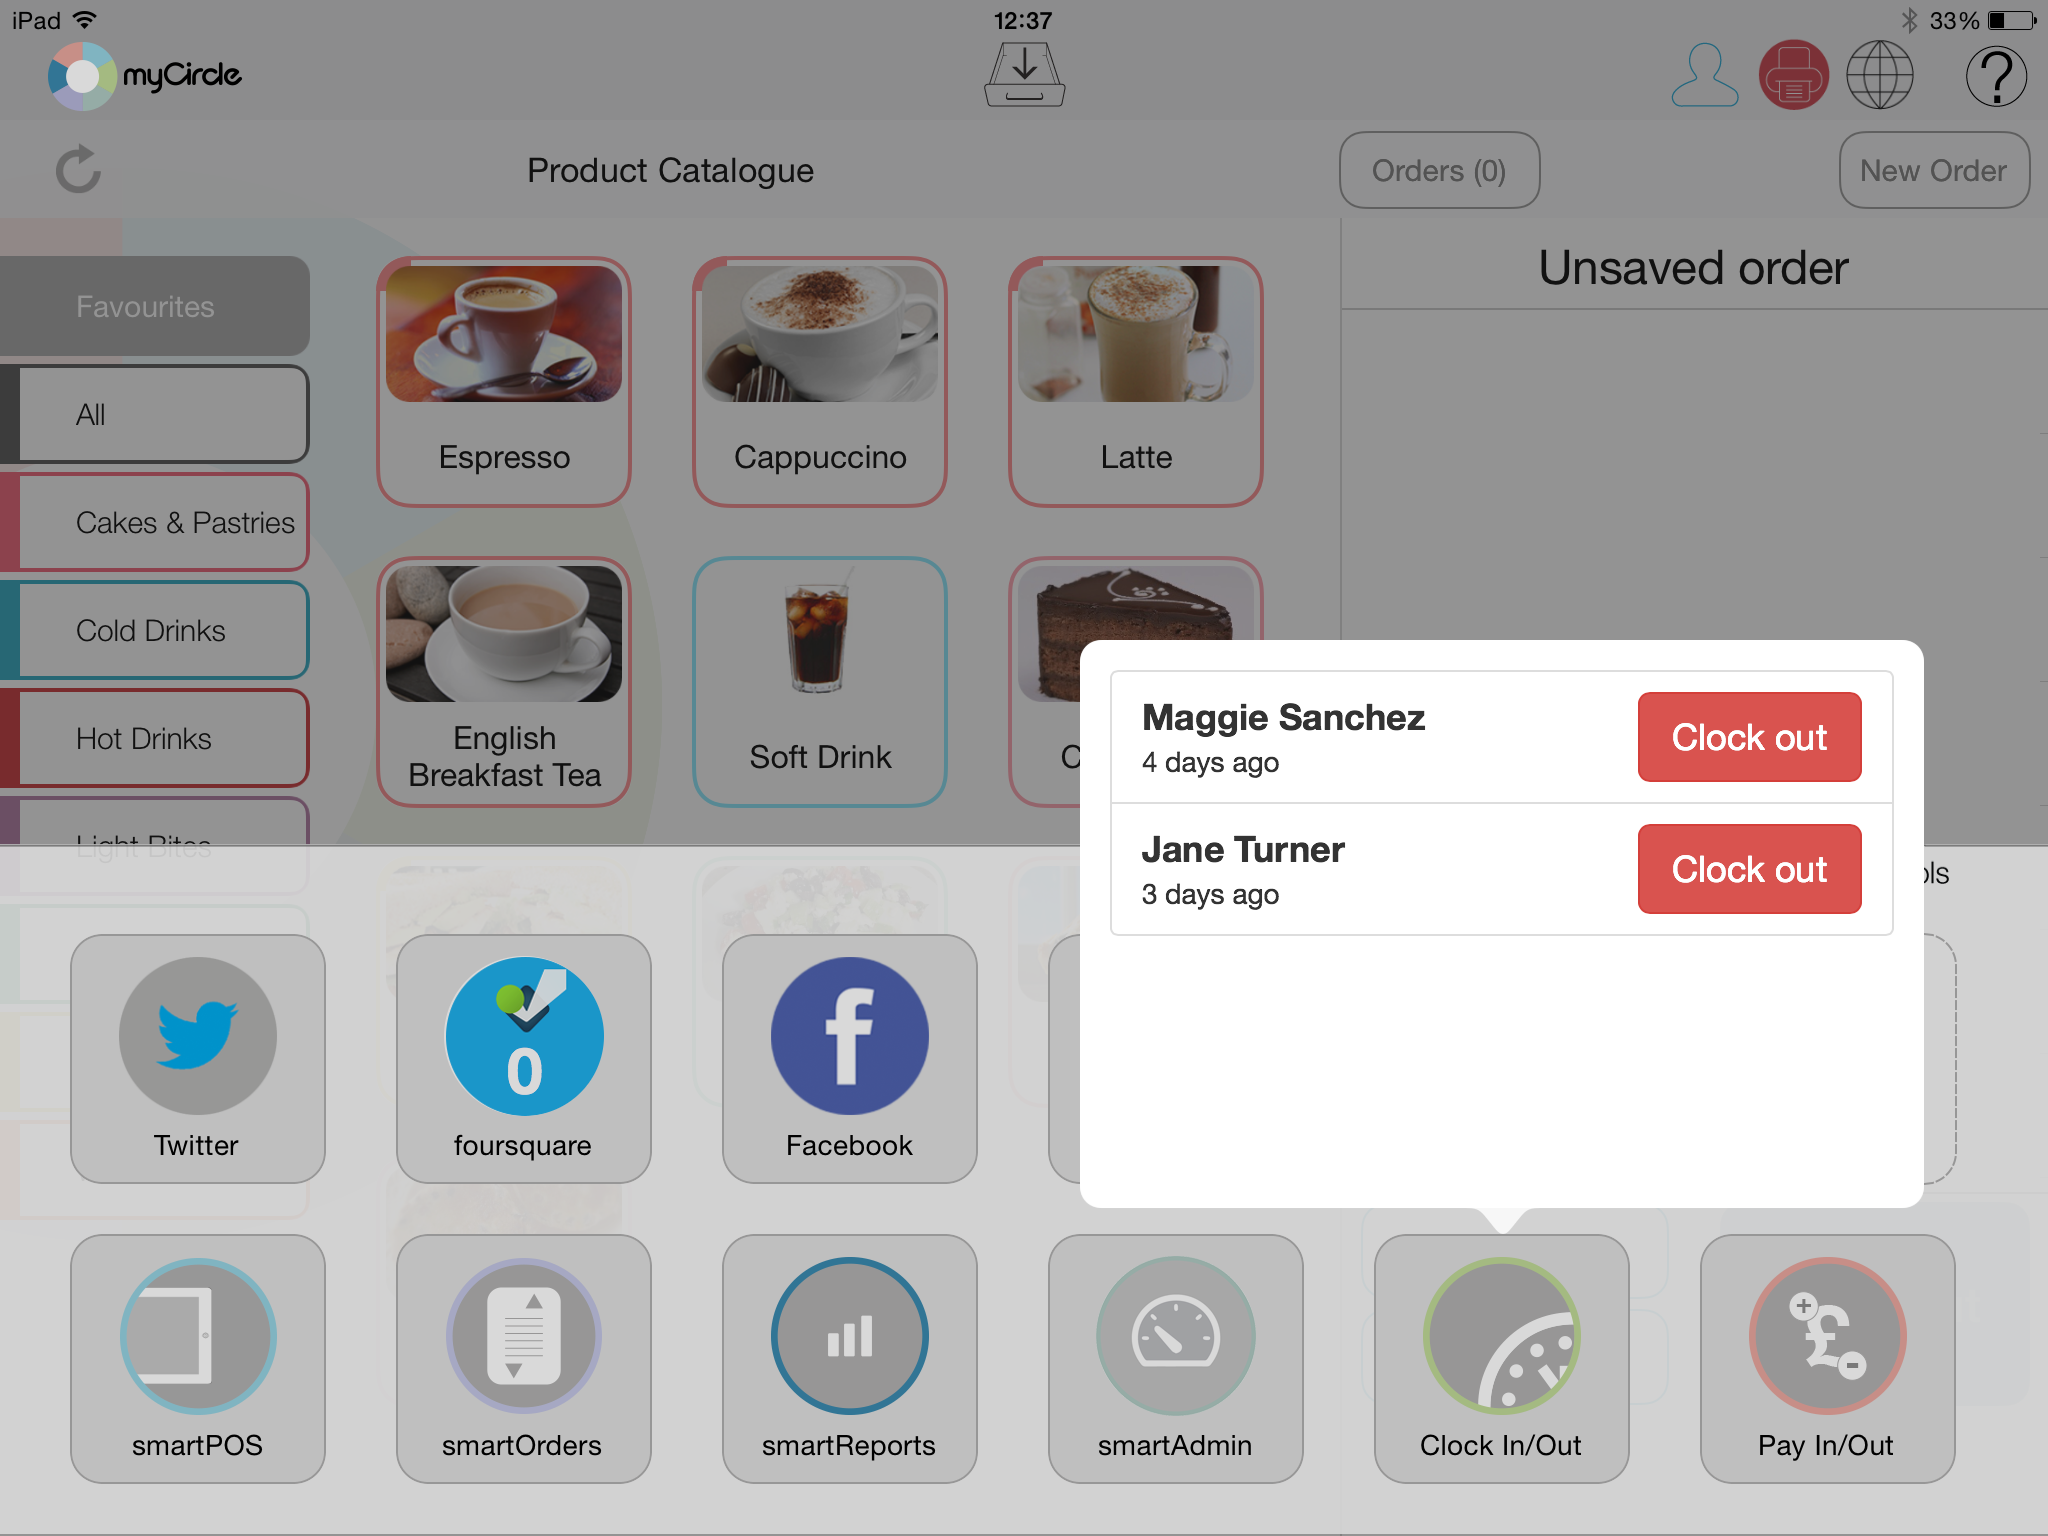 iPad
12:37
33%
myCircle
?
Product Catalogue
Orders (0)
New Order
Unsaved order
Favourites
All
Cakes & Pastries
Cold Drinks
Hot Drinks
Light Bites
Espresso
Cappuccino
Latte
English
Breakfast Tea
Soft Drink
C
Maggie Sanchez
4 days ago
Clock out
Jane Turner
3 days ago
Clock out
ols
0
Twitter
foursquare
Facebook
smartPOS
smartOrders
smartReports
smartAdmin
Clock In/Out
£
Pay In/Out